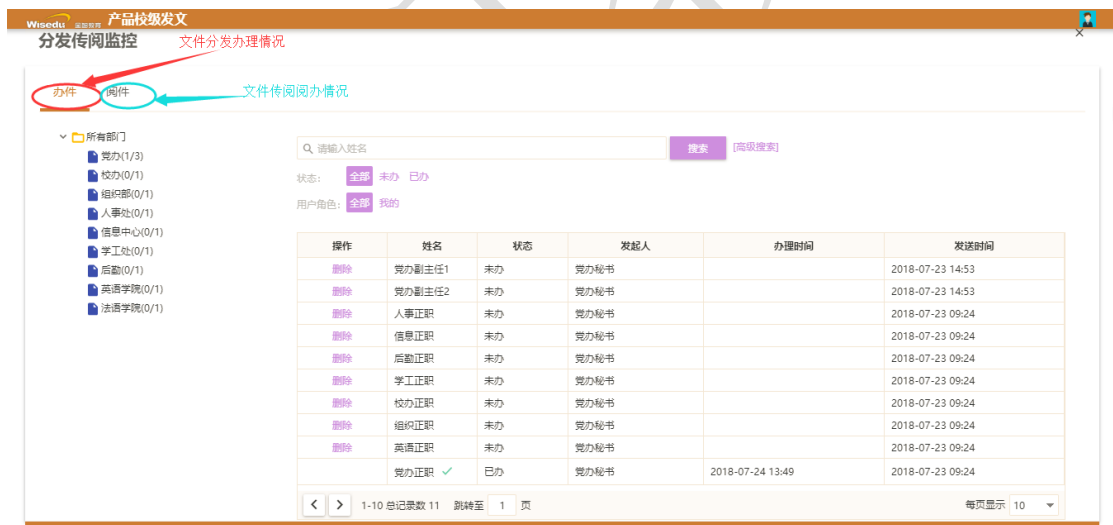 Wisedu 金智教育 产品校级发文
分发传阅监控 文件分发办理情况
×
办件 阅件 文件传阅阅办情况
所有部门
党办(1/3)
校办(0/1)
组织部(0/1)
人事处(0/1)
信息中心(0/1)
学工处(0/1)
后勤(0/1)
英语学院(0/1)
法语学院(0/1)
请输入姓名 搜索 [高级搜索]
状态: 全部 未办 已办
用户角色: 全部 我的
操作 姓名 状态 发起人 办理时间 发送时间
删除 党办副主任1 未办 党办秘书 2018-07-23 14:53
删除 党办副主任2 未办 党办秘书 2018-07-23 14:53
删除 人事正职 未办 党办秘书 2018-07-23 09:24
删除 信息正职 未办 党办秘书 2018-07-23 09:24
删除 后勤正职 未办 党办秘书 2018-07-23 09:24
删除 学工正职 未办 党办秘书 2018-07-23 09:24
删除 校办正职 未办 党办秘书 2018-07-23 09:24
删除 组织正职 未办 党办秘书 2018-07-23 09:24
删除 英语正职 未办 党办秘书 2018-07-23 09:24
党办正职 ✓ 已办 党办秘书 2018-07-24 13:49 2018-07-23 09:24
< > 1-10 总记录数 11 跳转至 1 页 每页显示 10